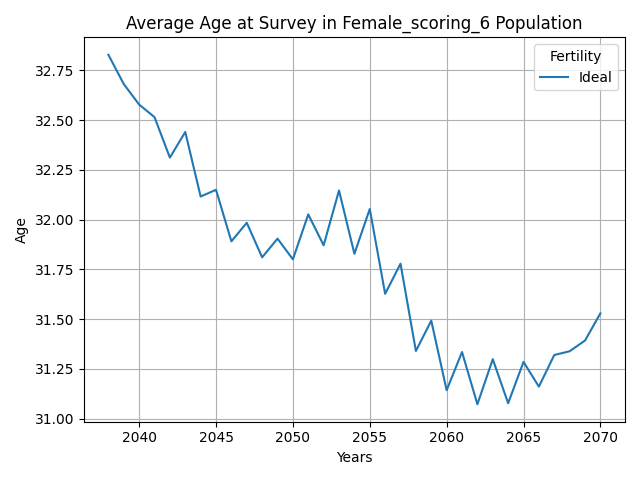 Average Age at Survey in Female_scoring_6 Population
Fertility
Ideal
32.75
32.50
32.25
32.00
31.75
31.50
31.25
31.00
Age
2040 2045 2050 2055 2060 2065 2070
Years